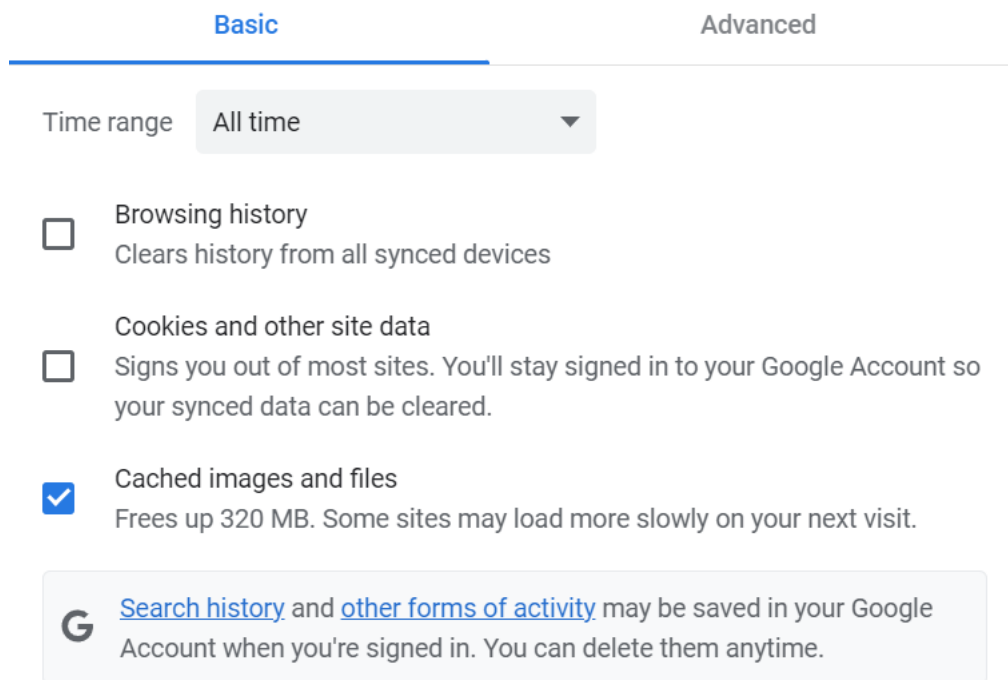 Basic Advanced
Time range All time
Browsing history
Clears history from all synced devices
Cookies and other site data
Signs you out of most sites. You'll stay signed in to your Google Account so
your synced data can be cleared.
Cached images and files
Frees up 320 MB. Some sites may load more slowly on your next visit.
G Search history and other forms of activity may be saved in your Google
Account when you're signed in. You can delete them anytime.